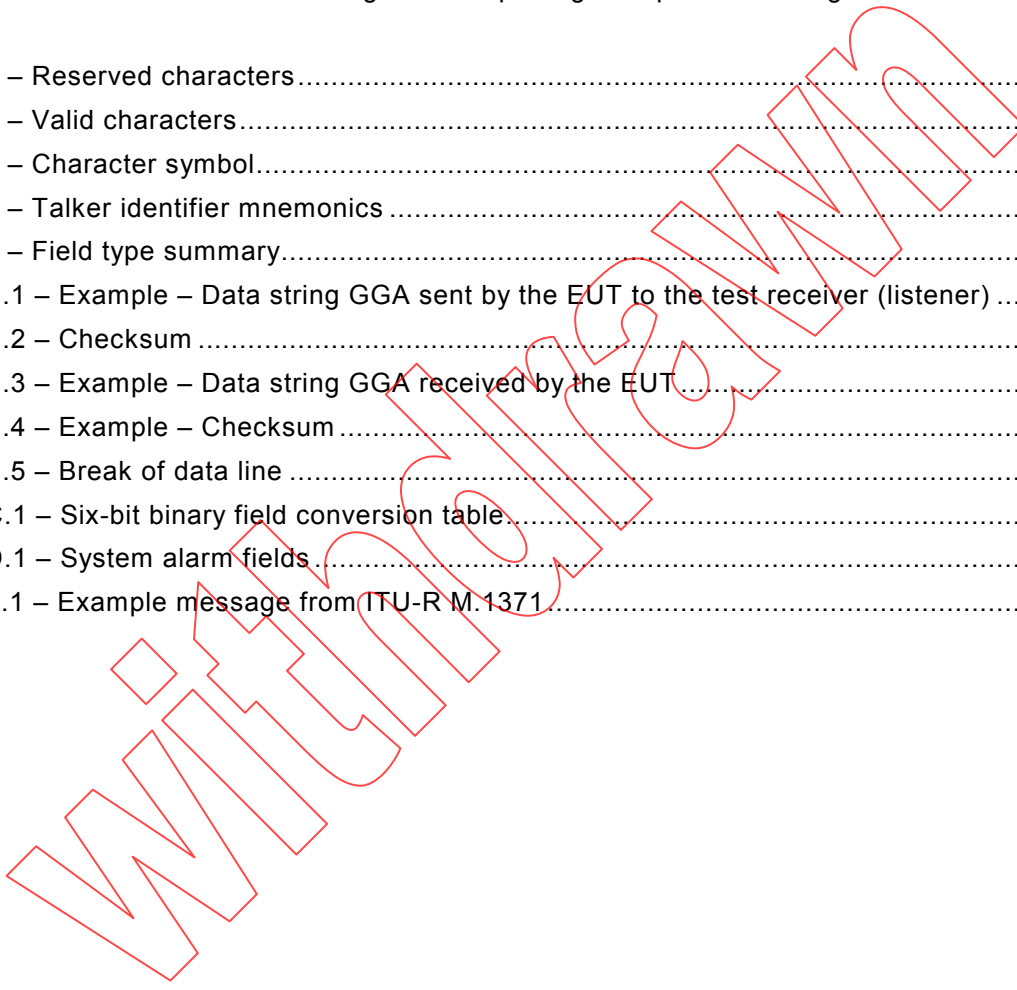 – Reserved characters
– Valid characters
– Character symbol
– Talker identifier mnemonics
– Field type summary
.1 – Example – Data string GGA sent by the EUT to the test receiver (listener)
.2 – Checksum
.3 – Example – Data string GGA received by the EUT
.4 – Example – Checksum
.5 – Break of data line
.1 – Six-bit binary field conversion table
.1 – System alarm fields
.1 – Example message from ITU-R M.1371
withdrawn